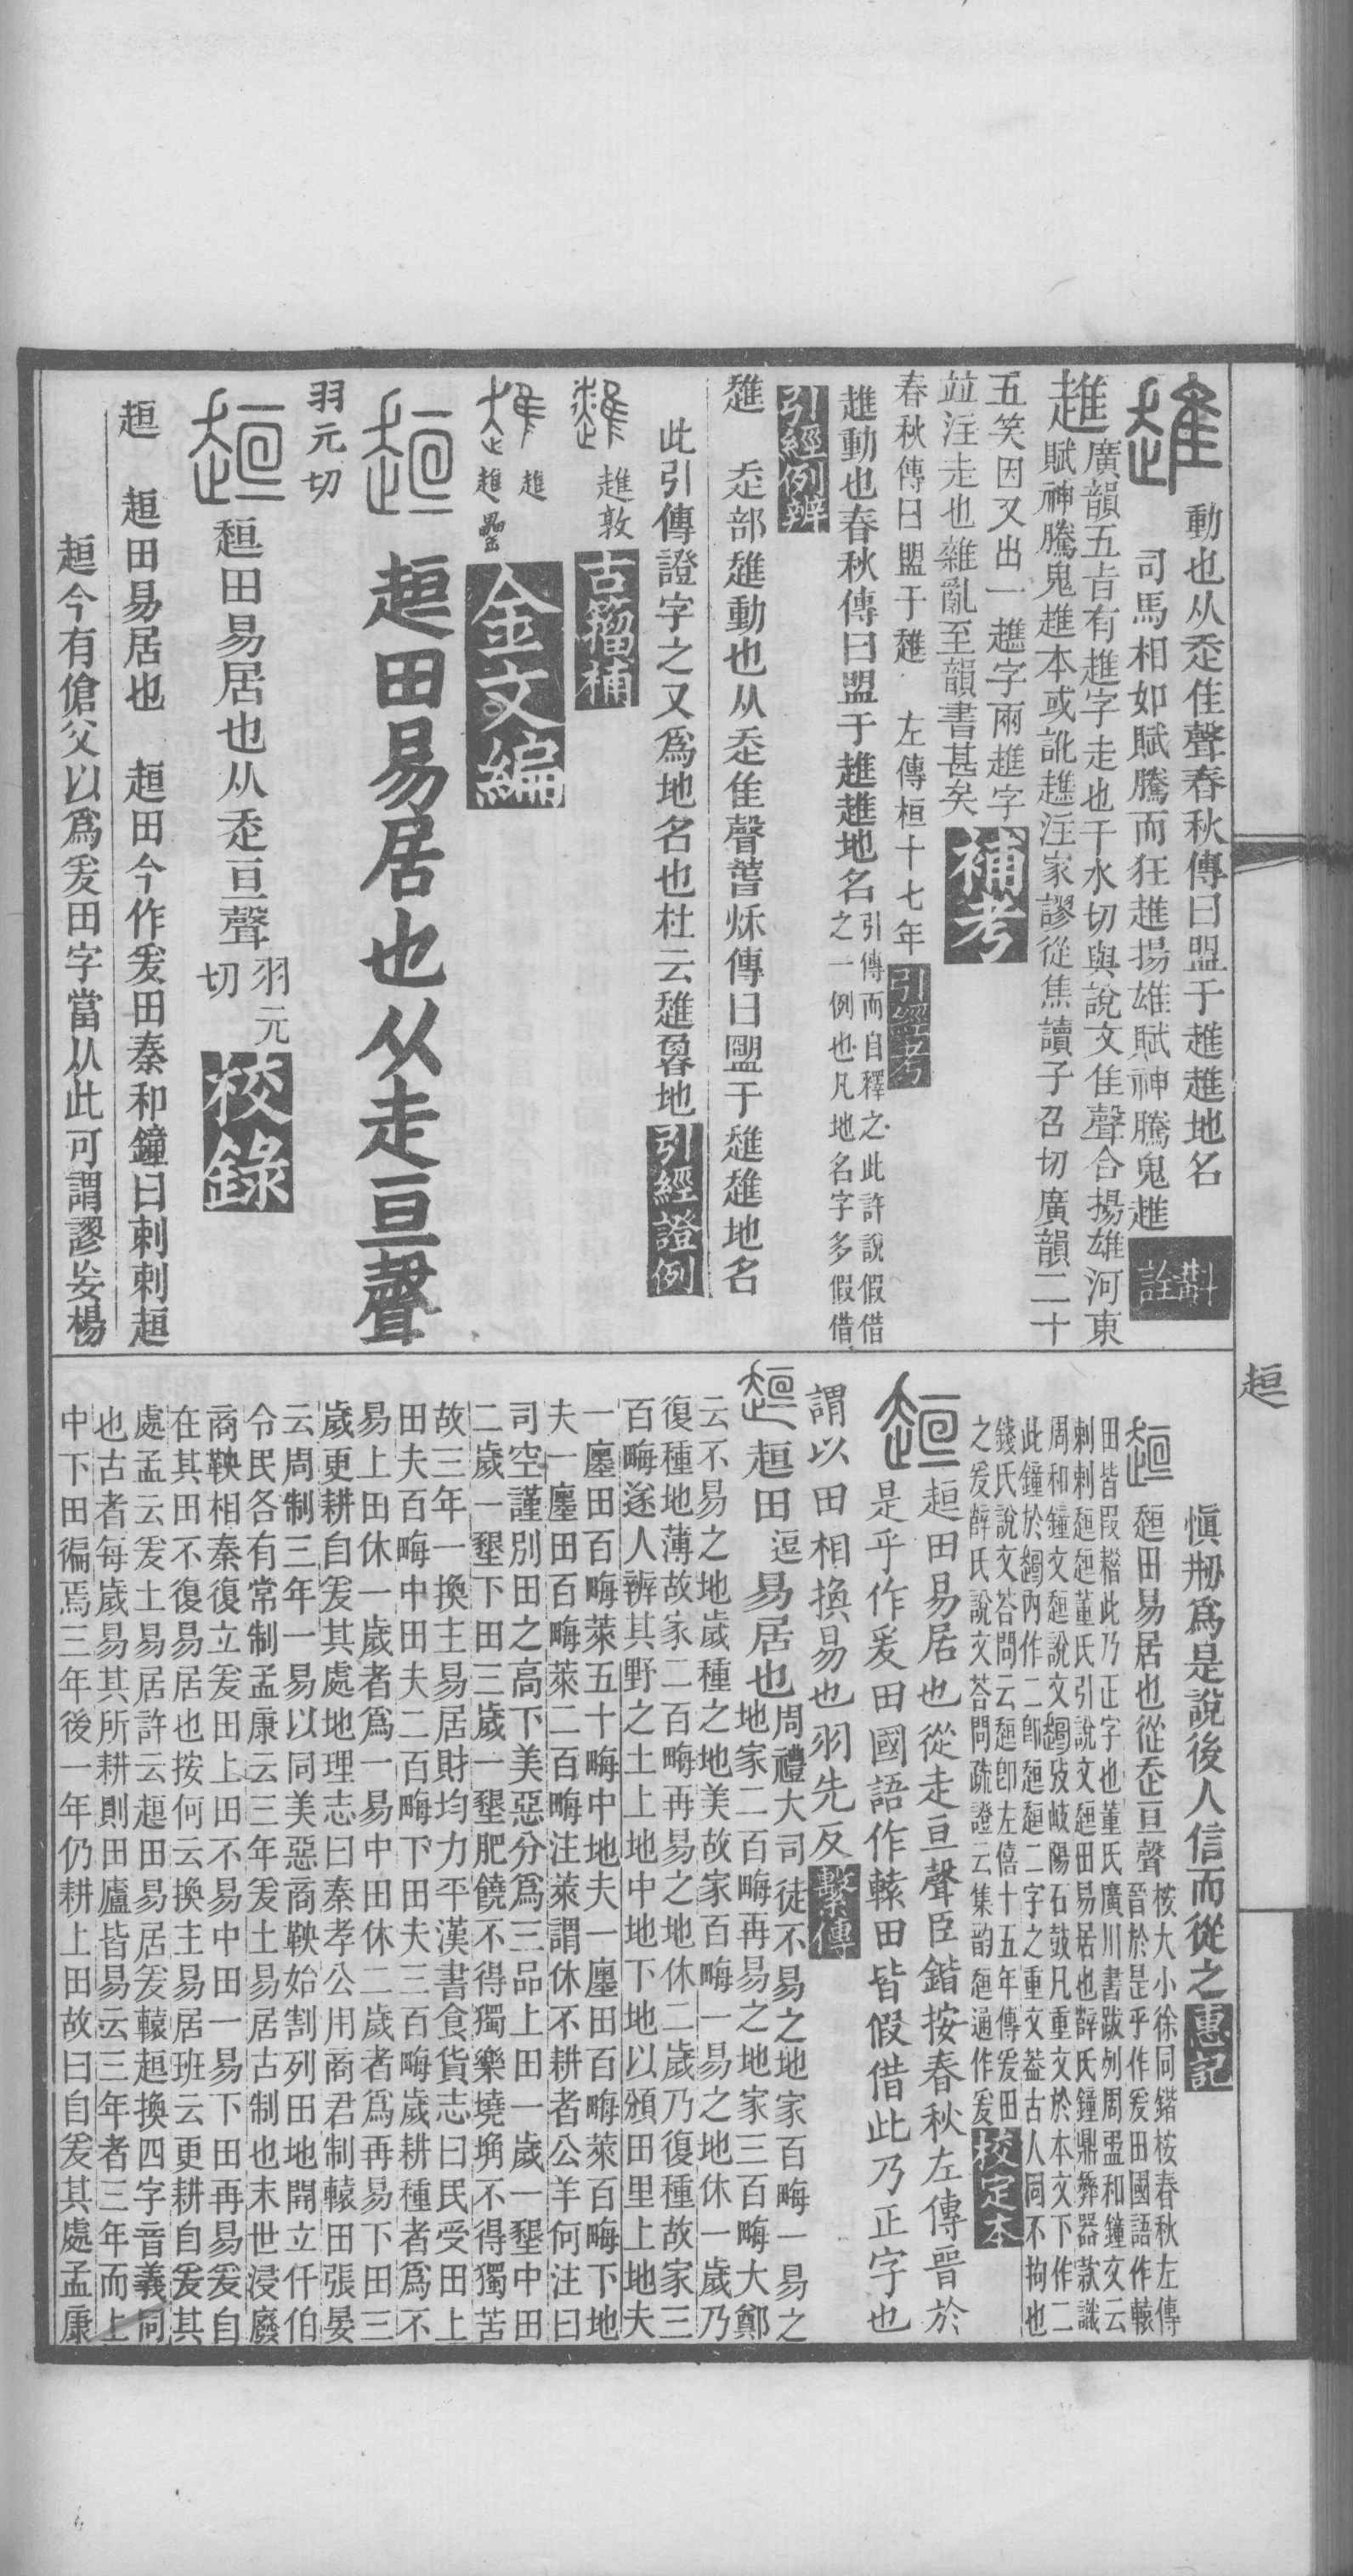 動也从辵隹聲春秋傳曰盟于趡趡地名
司馬相如賦騰而狂趡揚雄賦神騰鬼趡
斠詮
趡
廣韻五旨有趡字走也千水切與說文隹聲合揚雄河東
賦神騰鬼趡本或訛趭注家謬從焦讀子召切廣韻二十
五笑因又出一趭字兩趡字
竝注走也雜亂至韻書甚矣
補考
春秋傳曰盟于趡　左傳桓十七年
引經考
趡動也春秋傳曰盟于趡趡地名
引傳而自釋之此許說假借
之一例也凡地名字多假借
引經例辨
趡　走部趡動也从走隹聲春秋傳曰盟于趡趡地名
此引傳證字之又爲地名也杜云趡魯地
引經證例
趡敦
古籀補
趡
趡罍
金文編
趄田易居也从走亘聲
羽元切
趄田易居也从走亘聲
羽元
切
校錄
趄　趄田易居也　趄田今作爰田秦和鐘曰剌剌趄
趄今有傖父以爲爰田字當从此可謂謬妄楊
趄
愼刱爲是說後人信而從之
惠記
趄田易居也從走亘聲
桉大小徐同鍇桉春秋左傳
晉於是乎作爰田國語作轅
田皆叚耤此乃正字也董氏廣川書跋列周盟和鐘文云
剌剌趄趄董氏引說文趄田易居也薛氏鐘鼎彝器款識
周和鐘文趄說文趨攷岐陽石鼓凡重文於本文下作二
此鐘於趨內作二卽趄趄二字之重文葢古人同不拘也
錢氏說文荅問云趄卽左僖十五年傳爰田
之爰薛氏說文荅問疏證云集韵趄通作爰
校定本
趄田易居也從走亘聲臣鍇按春秋左傳晉於
是乎作爰田國語作轅田皆假借此乃正字也
謂以田相換易也羽先反
繫傳
趄田
逗
易居也
周禮大司徒不易之地家百畮一易之
地家二百畮再易之地家三百畮大鄭
云不易之地歲種之地美故家百畮一易之地休一歲乃
復種地薄故家二百畮再易之地休二歲乃復種故家三
百畮遂人辨其野之土上地中地下地以頒田里上地夫
一廛田百畮萊五十畮中地夫一廛田百畮萊百畮下地
夫一廛田百畮萊二百畮注萊謂休不耕者公羊何注曰
司空謹別田之高下美惡分爲三品上田一歲一墾中田
二歲一墾下田三歲一墾肥饒不得獨樂墝埆不得獨苦
故三年一換主易居財均力平漢書食貨志曰民受田上
田夫百畮中田夫二百畮下田夫三百畮歲耕種者爲不
易上田休一歲者爲一易中田休二歲者爲再易下田三
歲更耕自爰其處地理志曰秦孝公用商君制轅田張晏
云周制三年一易以同美惡商鞅始割列田地開立仟伯
令民各有常制孟康云三年爰土易居古制也末世浸廢
商鞅相秦復立爰田上田不易中田一易下田再易爰自
在其田不復易居也按何云換主易居班云更耕自爰其
處孟云爰土易居許云趄田易居爰轅趄換四字音義同
也古者每歲易其所耕則田廬皆易云三年者三年而上
中下田徧焉三年後一年仍耕上田故曰自爰其處孟康